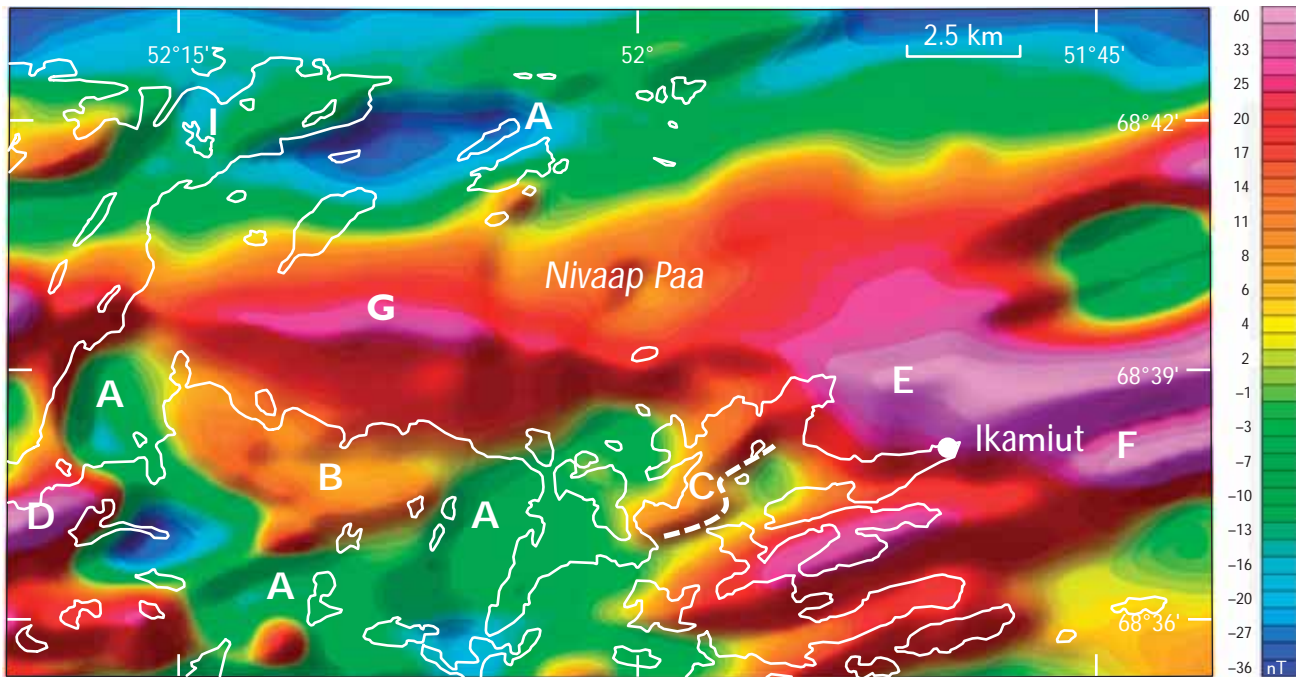 52°15'
52°
2.5 km
51°45'
I
A
68°42'
Nivaap Paa
G
68°39'
E
A
Ikamiut
F
B
C
D
A
A
68°36'
60
33
25
20
17
14
11
8
6
4
2
−1
−3
−7
−10
−13
−16
−20
−27
−36
nT